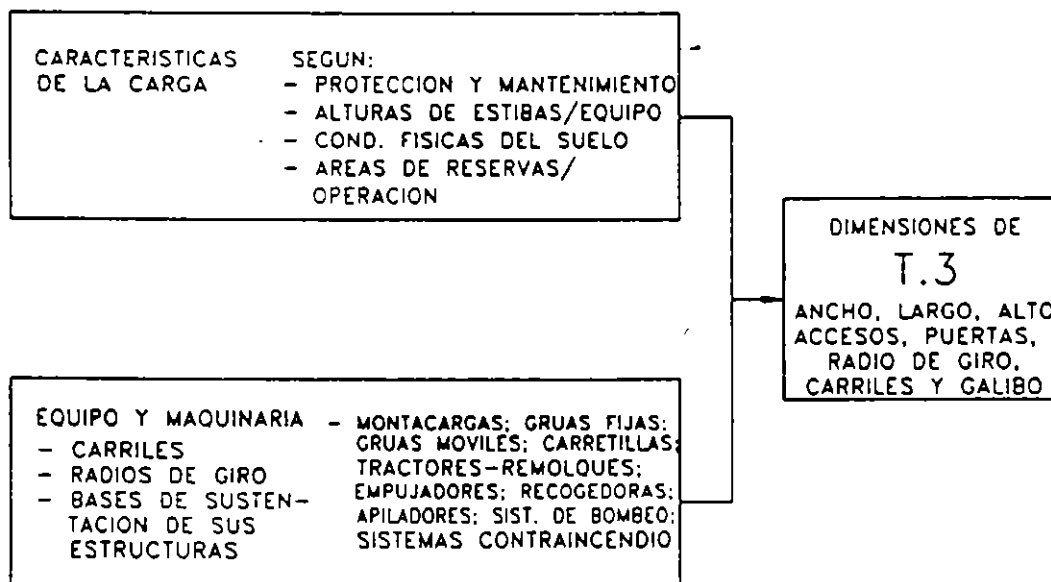 CARACTERISTICAS
DE LA CARGA
SEGUN:
- PROTECCION Y MANTENIMIENTO
- ALTURAS DE ESTIBAS/EQUIPO
- COND. FISICAS DEL SUELO
- AREAS DE RESERVAS/
OPERACION
EQUIPO Y MAQUINARIA
- CARRILES
- RADIOS DE GIRO
- BASES DE SUSTEN-
TACION DE SUS
ESTRUCTURAS
- MONTACARGAS; GRUAS FIJAS;
GRUAS MOVILES; CARRETILLAS;
TRACTORES-REMOLQUES;
EMPUJADORES; RECOGEDORAS;
APILADORES; SIST. DE BOMBEO;
SISTEMAS CONTRAINCENDIO
DIMENSIONES DE
T.3
ANCHO, LARGO, ALTO
ACCESOS, PUERTAS,
RADIO DE GIRO,
CARRILES Y GALIBO